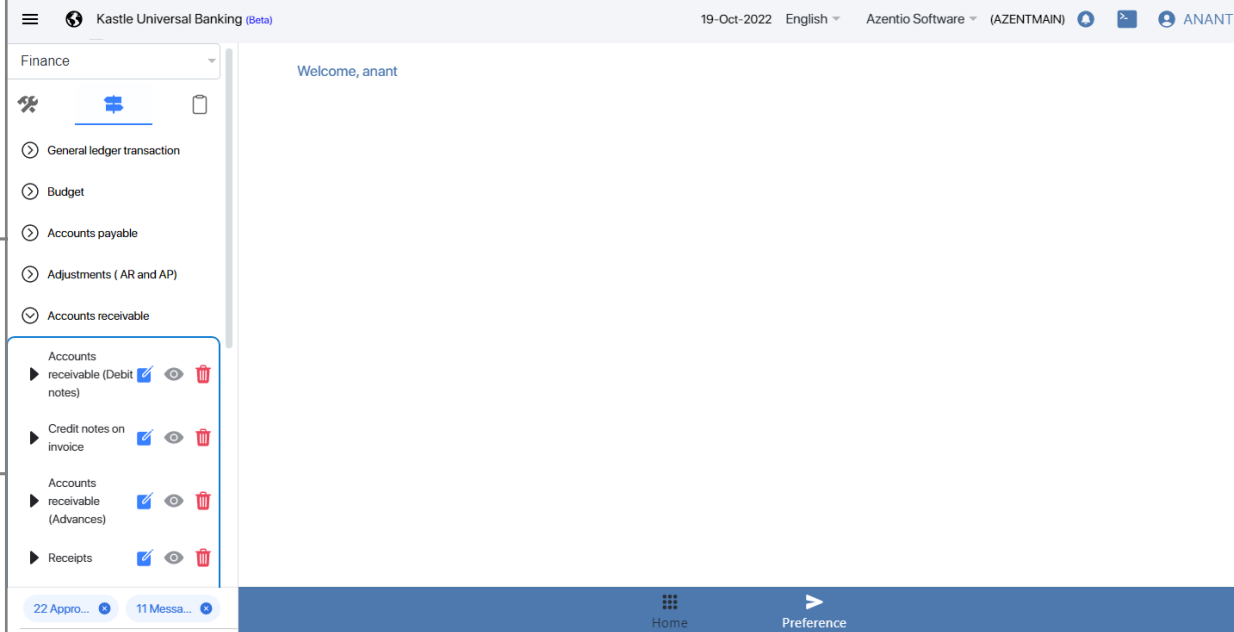 Kastle Universal Banking (Beta)
19-Oct-2022 English Azentio Software (AZENTMAIN) ANANT
Finance
Welcome, anant
General ledger transaction
Budget
Accounts payable
Adjustments ( AR and AP)
Accounts receivable
Accounts
receivable (Debit
notes)
Credit notes on
invoice
Accounts
receivable
(Advances)
Receipts
22 Appro... 11 Messa...
Home
Preference